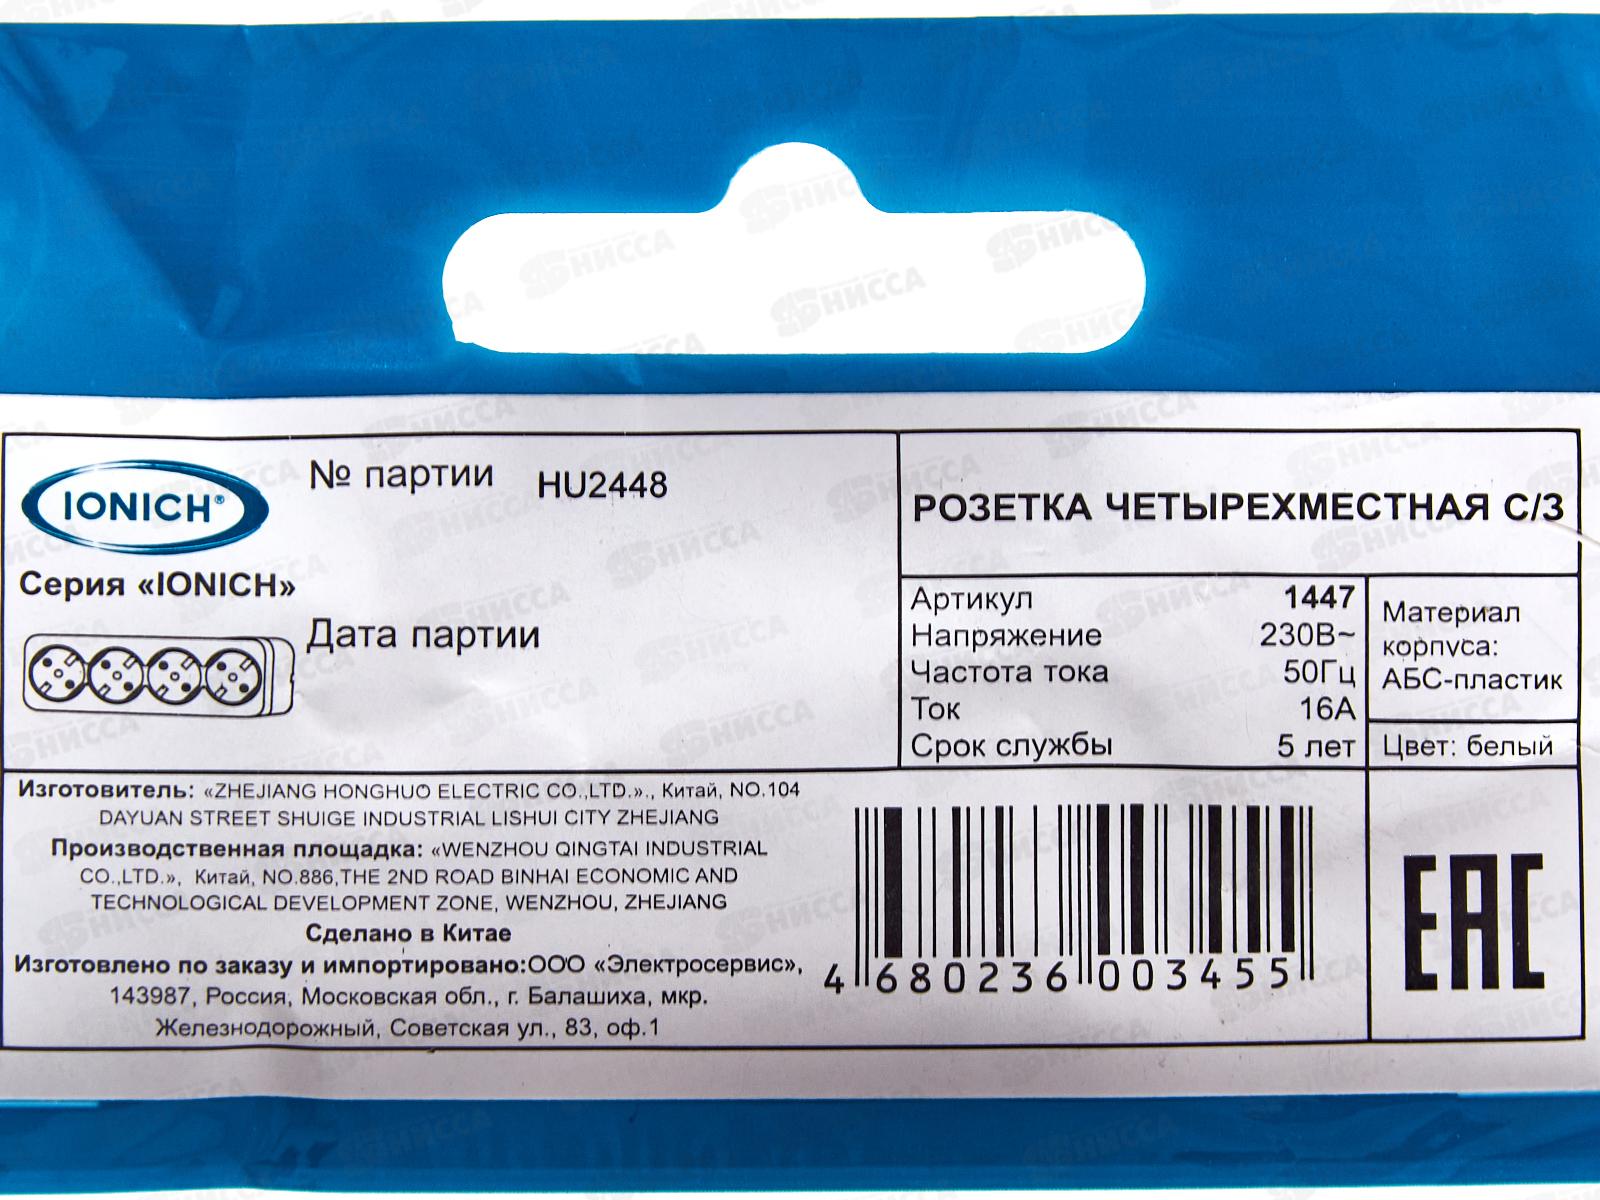 IONICH®
№ партии HU2448
Серия «IONICH»
Дата партии
РОЗЕТКА ЧЕТЫРЕХМЕСТНАЯ С/З
Артикул 1447
Напряжение 230В~
Частота тока 50Гц
Ток 16А
Срок службы 5 лет
Материал
корпуса:
АБС-пластик
Цвет: белый
Изготовитель: «ZHEJIANG HONGHUO ELECTRIC CO.,LTD.»., Китай, NO.104
DAYUAN STREET SHUIGE INDUSTRIAL LISHUI CITY ZHEJIANG
Производственная площадка: «WENZHOU QINGTAI INDUSTRIAL
CO.,LTD.», Китай, NO.886,THE 2ND ROAD BINHAI ECONOMIC AND
TECHNOLOGICAL DEVELOPMENT ZONE, WENZHOU, ZHEJIANG
Сделано в Китае
Изготовлено по заказу и импортировано:ООО «Электросервис»,
143987, Россия, Московская обл., г. Балашиха, мкр.
Железнодорожный, Советская ул., 83, оф.1
4 680236 003455
EAC
НИССА